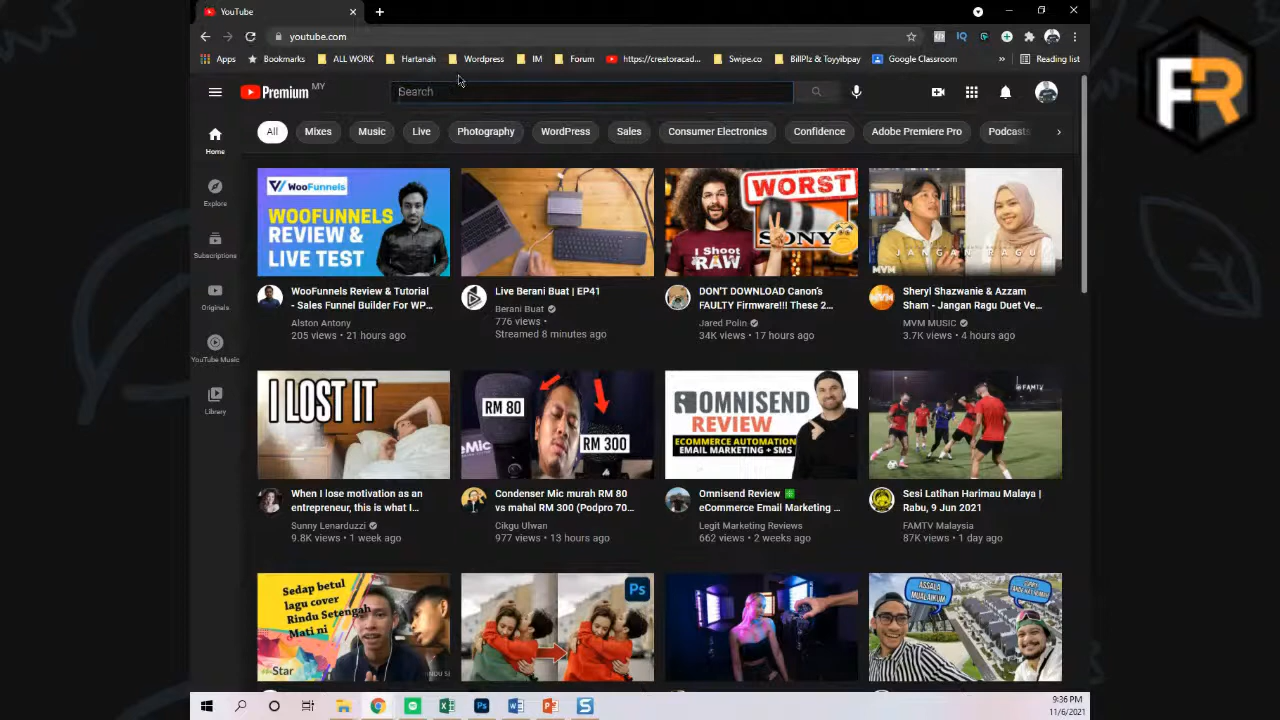 YouTube
youtube.com
Apps
Bookmarks
ALL WORK
Hartanah
Wordpress
IM
Forum
https://creatoracad...
Swipe.co
BillPlz & Toyyibpay
Google Classroom
»
Reading list
Premium MY
Search
All
Mixes
Music
Live
Photography
WordPress
Sales
Consumer Electronics
Confidence
Adobe Premiere Pro
Podcasts
Home
Explore
Subscriptions
Originals
YouTube Music
Library
WooFunnels
WOOFUNNELS
REVIEW &
LIVE TEST
WORST
SONY
I Shoot
RAW
JANGAN RAGU
MVM
WooFunnels Review & Tutorial
- Sales Funnel Builder For WP...
Alston Antony
205 views • 21 hours ago
Live Berani Buat | EP41
Berani Buat
776 views •
Streamed 8 minutes ago
DON'T DOWNLOAD Canon's
FAULTY Firmware!!! These 2...
Jared Polin
34K views • 17 hours ago
Sheryl Shazwanie & Azzam
Sham - Jangan Ragu Duet Ve...
MVM MUSIC
3.7K views • 4 hours ago
I LOST IT
RM 80
RM 300
OMNISEND
REVIEW
ECOMMERCE AUTOMATION
EMAIL MARKETING + SMS
FAMTV
When I lose motivation as an
entrepreneur, this is what I...
Sunny Lenarduzzi
9.8K views • 1 week ago
Condenser Mic murah RM 80
vs mahal RM 300 (Podpro 70...
Cikgu Ulwan
977 views • 13 hours ago
Omnisend Review
eCommerce Email Marketing ...
Legit Marketing Reviews
662 views • 2 weeks ago
Sesi Latihan Harimau Malaya |
Rabu, 9 Jun 2021
FAMTV Malaysia
87K views • 1 day ago
Sedap betul
lagu cover
Rindu Setengah
Mati ni
Star
Ps
ASSALA
MUALAIKUM
9:36 PM
11/6/2021
FR